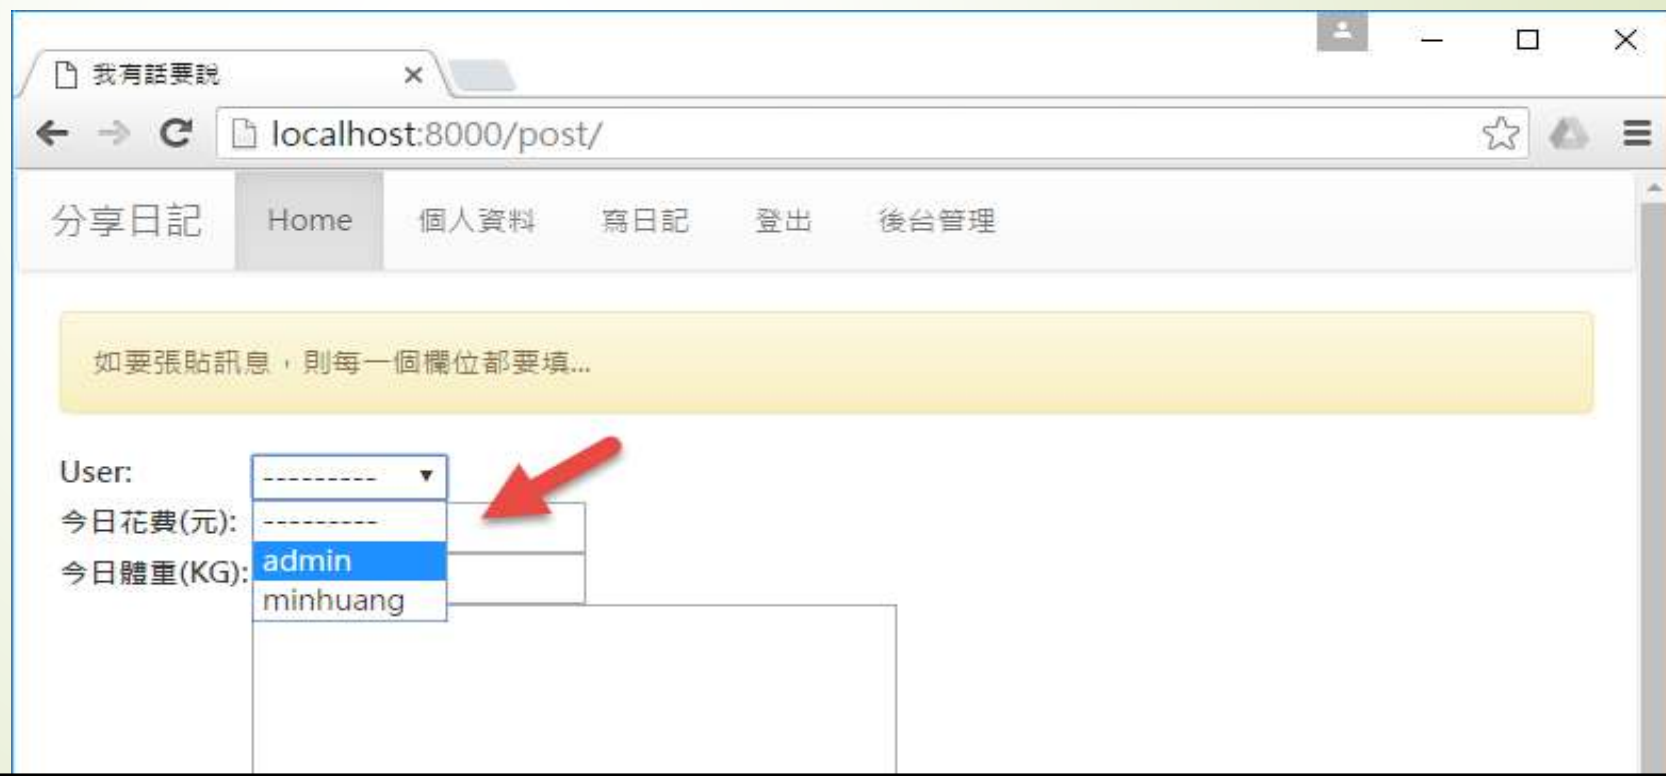 我有話要說
localhost:8000/post/
分享日記 Home 個人資料 寫日記 登出 後台管理
如要張貼訊息，則每一個欄位都要填...
User: ---------
今日花費(元): ---------
admin
今日體重(KG):
minhuang